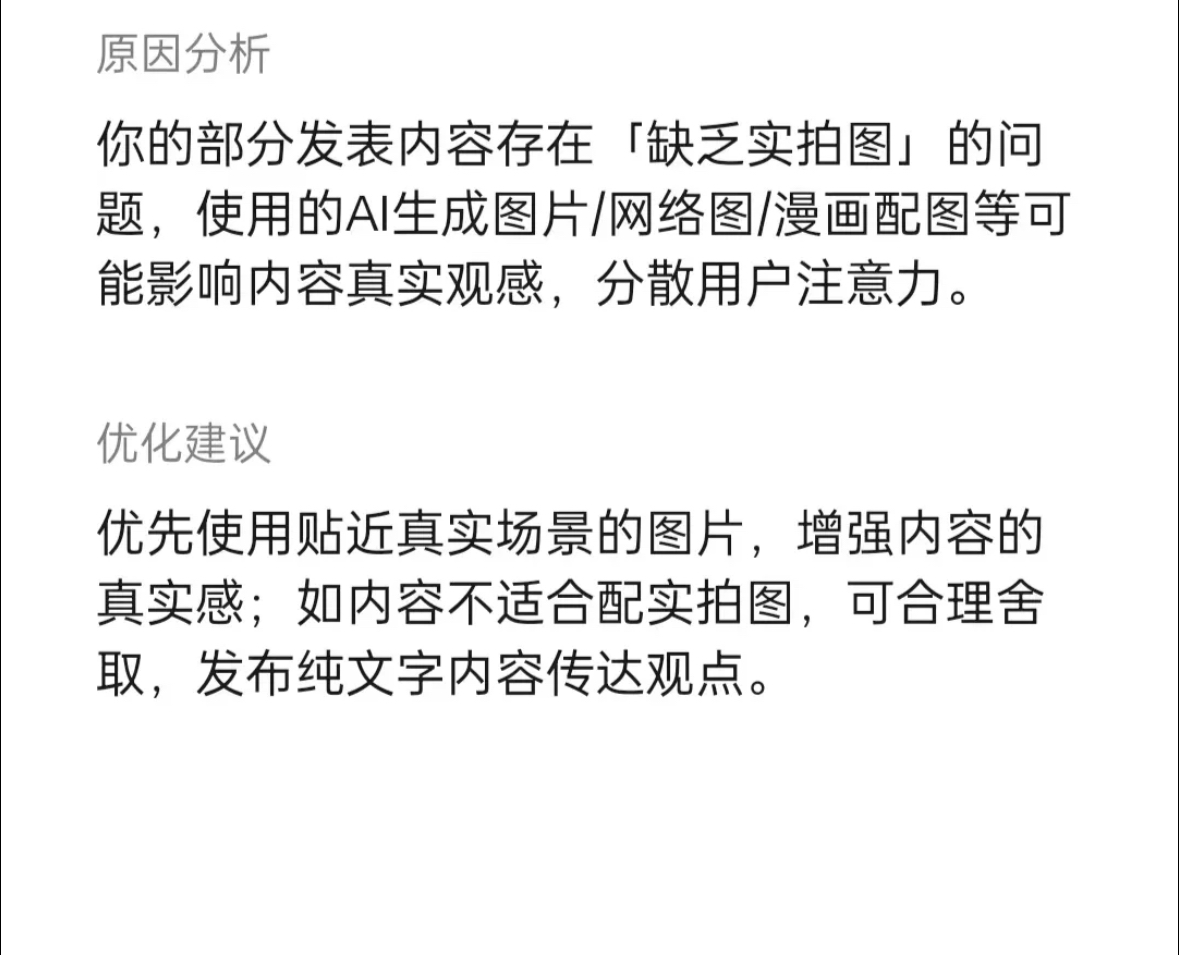 原因分析
你的部分发表内容存在「缺乏实拍图」的问
题，使用的AI生成图片/网络图/漫画配图等可
能影响内容真实观感，分散用户注意力。
优化建议
优先使用贴近真实场景的图片，增强内容的
真实感；如内容不适合配实拍图，可合理舍
取，发布纯文字内容传达观点。